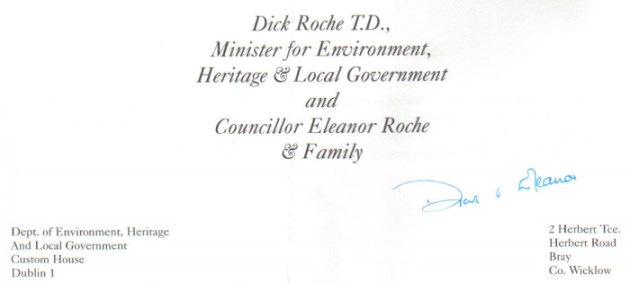 Dick Roche T.D.,
Minister for Environment,
Heritage & Local Government
and
Councillor Eleanor Roche
& Family
Dick & Eleanor
Dept. of Environment, Heritage
And Local Government
Custom House
Dublin 1
2 Herbert Tce.
Herbert Road
Bray
Co. Wicklow